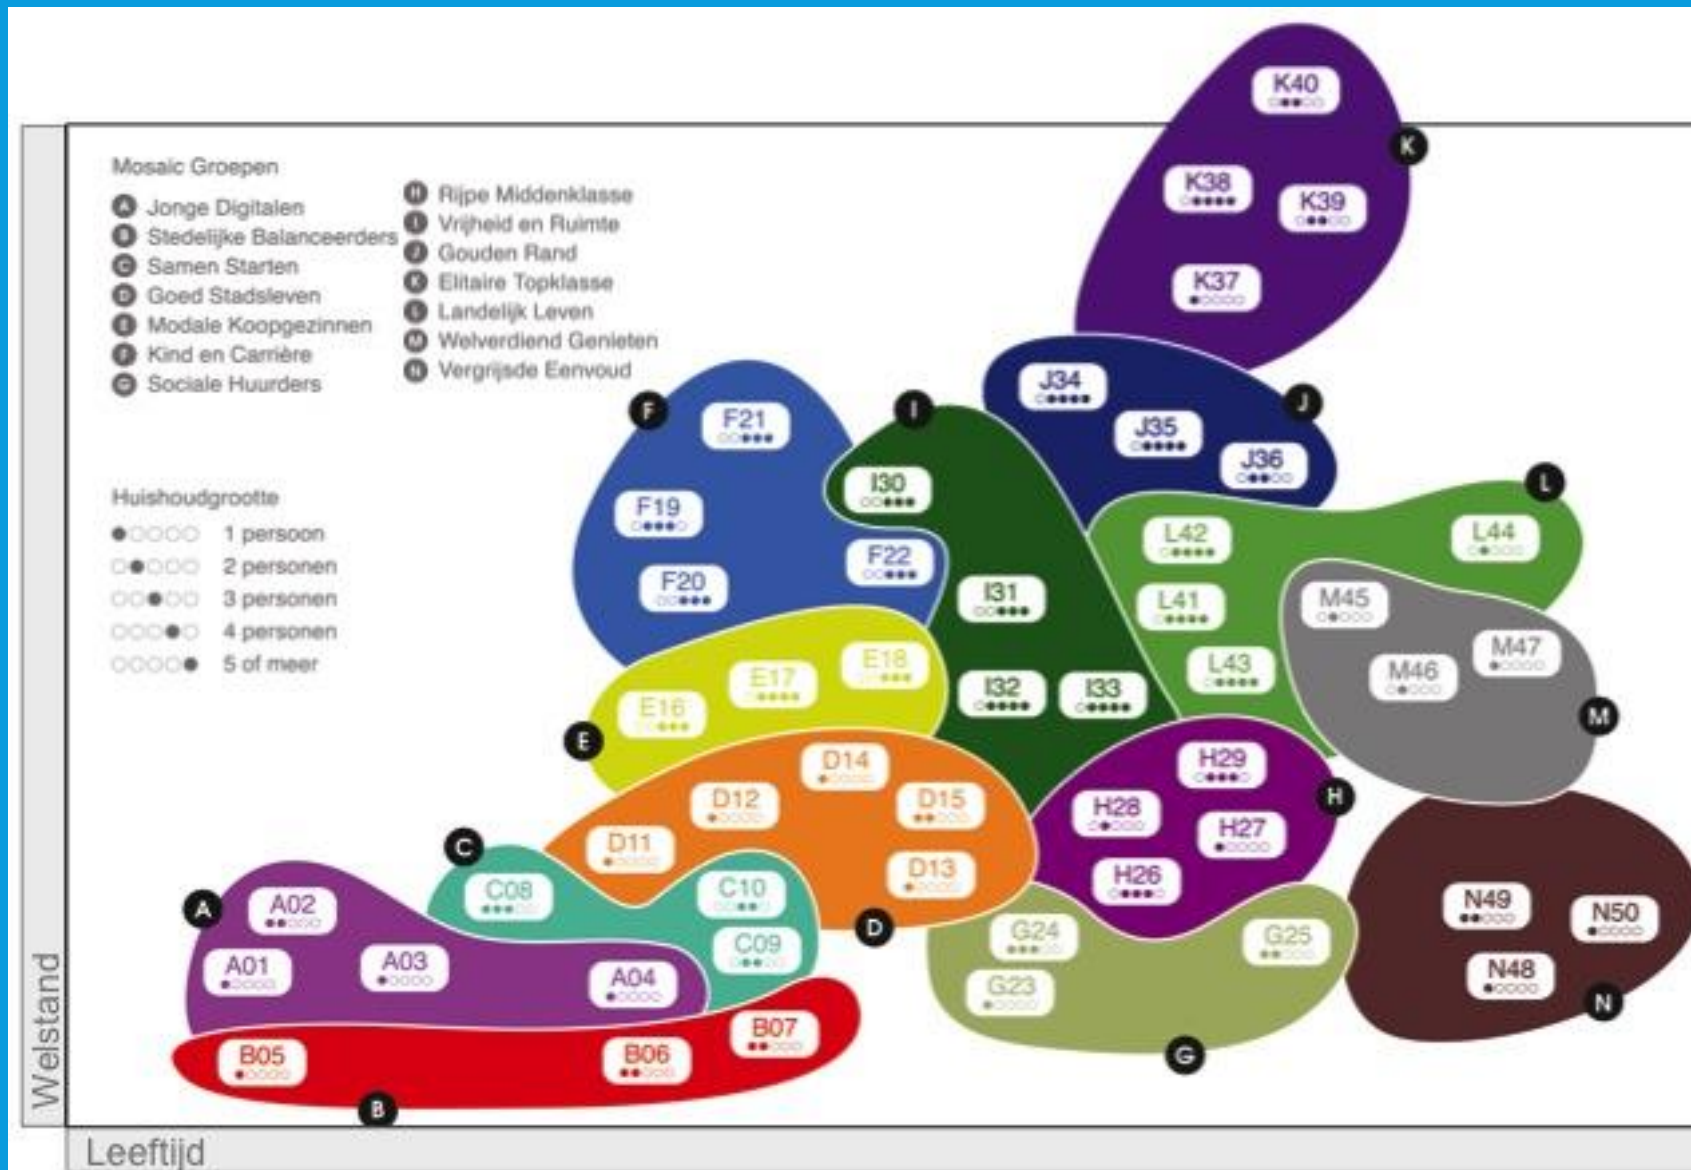 Mosaic Groepen
A Jonge Digitalen
B Stedelijke Balanceerders
C Samen Starten
D Goed Stadsleven
E Modale Koopgezinnen
F Kind en Carrière
G Sociale Huurders
H Rijpe Middenklasse
I Vrijheid en Ruimte
J Gouden Rand
K Elitaire Topklasse
L Landelijk Leven
M Welverdiend Genieten
N Vergrijsde Eenvoud
Huishoudgrootte
1 persoon
2 personen
3 personen
4 personen
5 of meer
K40
K
K38
K39
K37
J34
J
J35
J36
F
F21
F19
F20
F22
I
I30
I31
I32
I33
L
L42
L44
L41
L43
M45
M47
M46
M
E18
E17
E16
E
D14
D12
D15
D11
D13
D
H29
H28
H27
H26
H
C
C08
C10
C09
A
A02
A01
A03
A04
G24
G25
G23
G
N49
N50
N48
N
B05
B06
B07
B
Welstand
Leeftijd